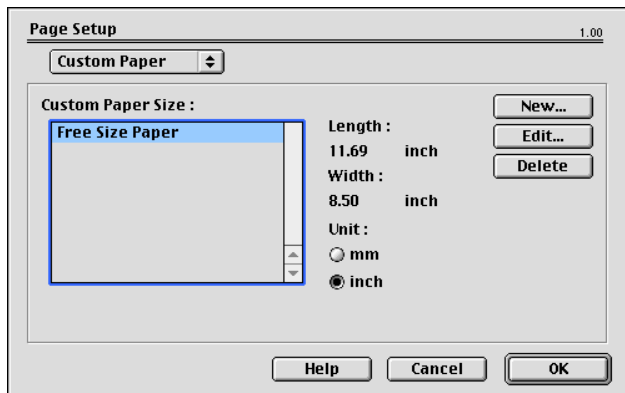 Page Setup
1.00
Custom Paper
Custom Paper Size :
Free Size Paper
Length :
11.69 inch
Width :
8.50 inch
Unit :
mm
inch
New...
Edit...
Delete
Help
Cancel
OK